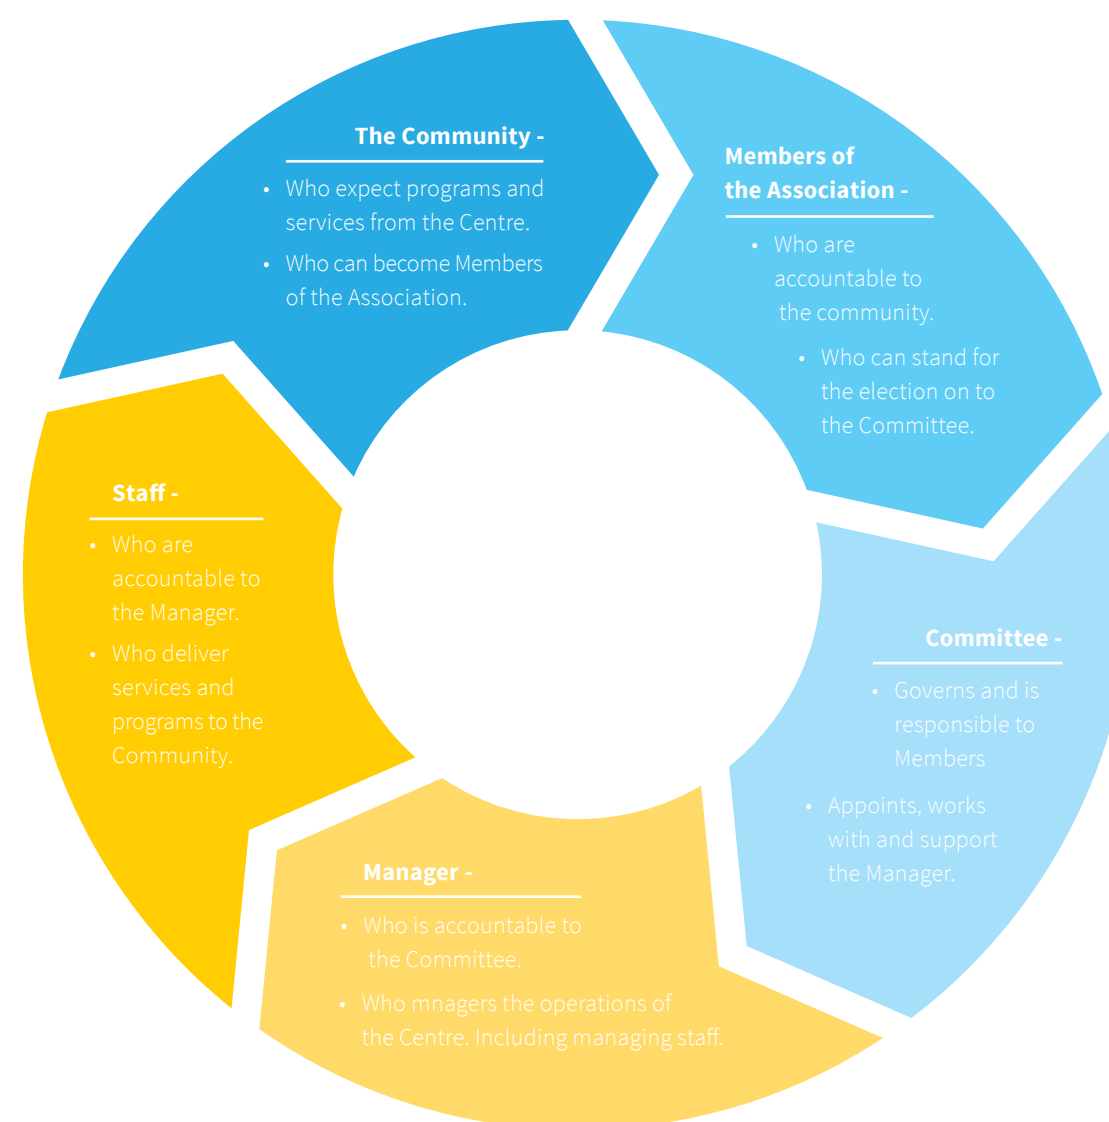 The Community -
• Who expect programs and
services from the Centre.
• Who can become Members
of the Association.
Members of
the Association -
• Who are
accountable to
the community.
• Who can stand for
the election on to
the Committee.
Committee -
• Governs and is
responsible to
Members
• Appoints, works
with and support
the Manager.
Manager -
• Who is accountable to
the Committee.
• Who mnagers the operations of
the Centre. Including managing staff.
Staff -
• Who are
accountable to
the Manager.
• Who deliver
services and
programs to the
Community.